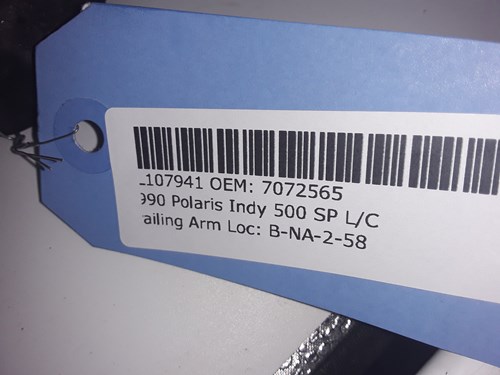 107941 OEM: 7072565
990 Polaris Indy 500 SP L/C
ailing Arm Loc: B-NA-2-58